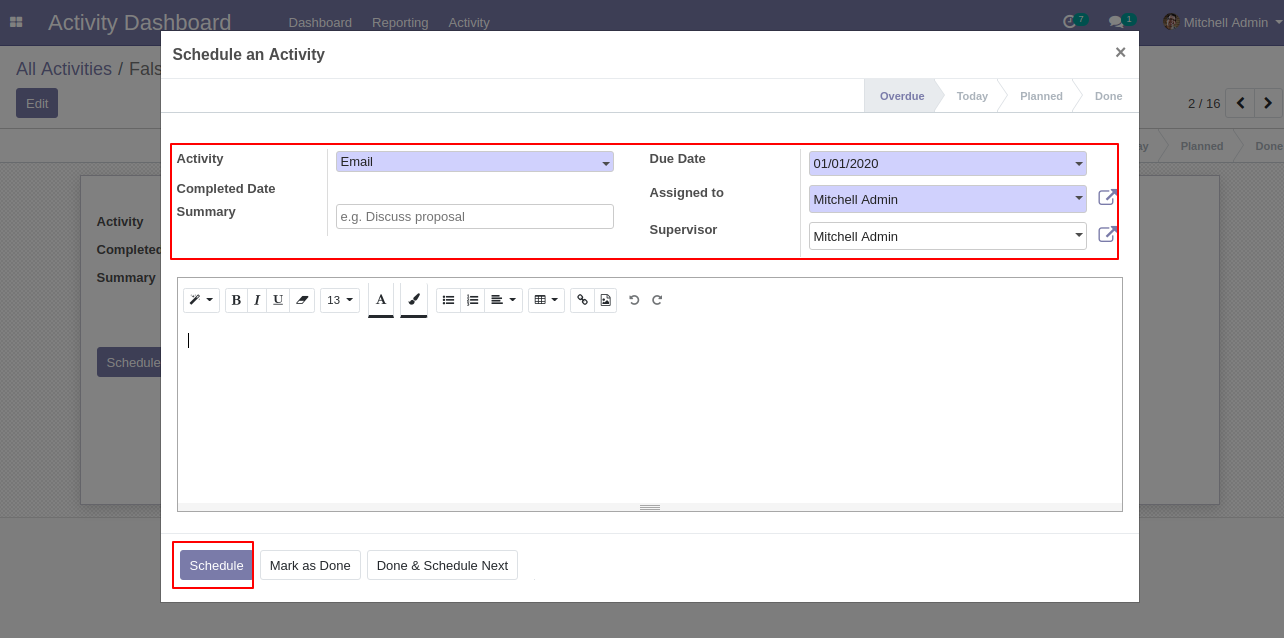 Activity Dashboard Dashboard Reporting Activity 7 1 Mitchell Admin
Schedule an Activity ×
All Activities / Fals
Edit
2 / 16
Overdue Today Planned Done
ay Planned Done
Activity Email Due Date 01/01/2020
Completed Date Assigned to Mitchell Admin
Summary e.g. Discuss proposal Supervisor Mitchell Admin
Activity
Completed
Summary
B I U 13 A
Schedule
Schedule Mark as Done Done & Schedule Next